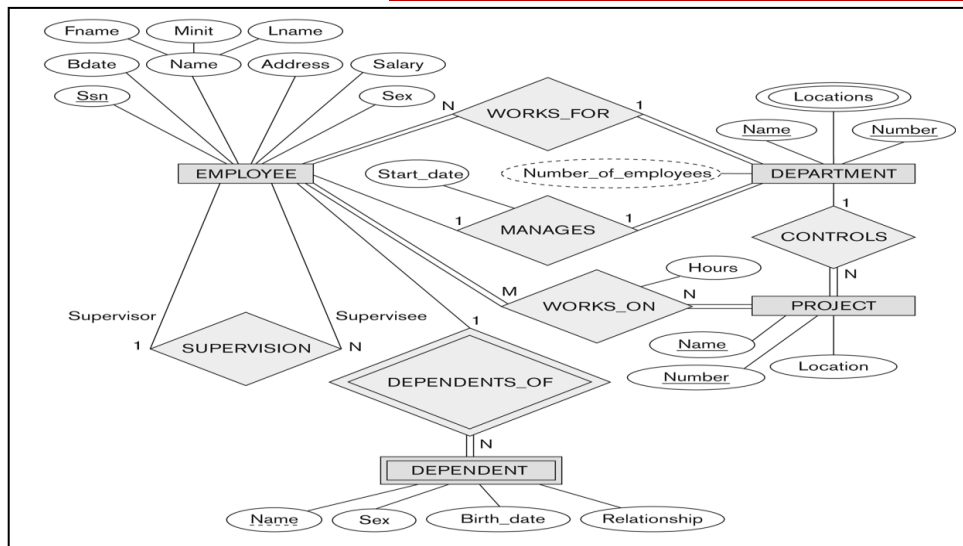 Fname Minit Lname
Bdate Name Address Salary
Ssn Sex
N WORKS_FOR 1
Locations
Name Number
EMPLOYEE Start_date Number_of_employees DEPARTMENT
1 MANAGES 1
1
CONTROLS
N
Hours
M WORKS_ON N PROJECT
Supervisor Supervisee 1
1 SUPERVISION N
Name
Number Location
DEPENDENTS_OF
N
DEPENDENT
Name Sex Birth_date Relationship